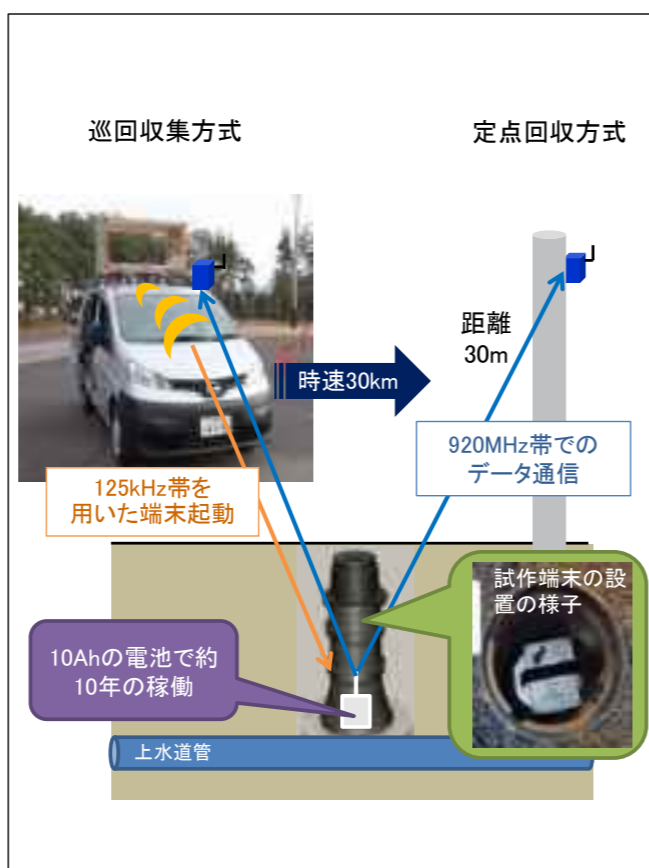 巡回収集方式
定点回収方式
距離
30m
時速30km
920MHz帯での
データ通信
125kHz帯を
用いた端末起動
試作端末の設
置の様子
10Ahの電池で約
10年の稼働
上水道管